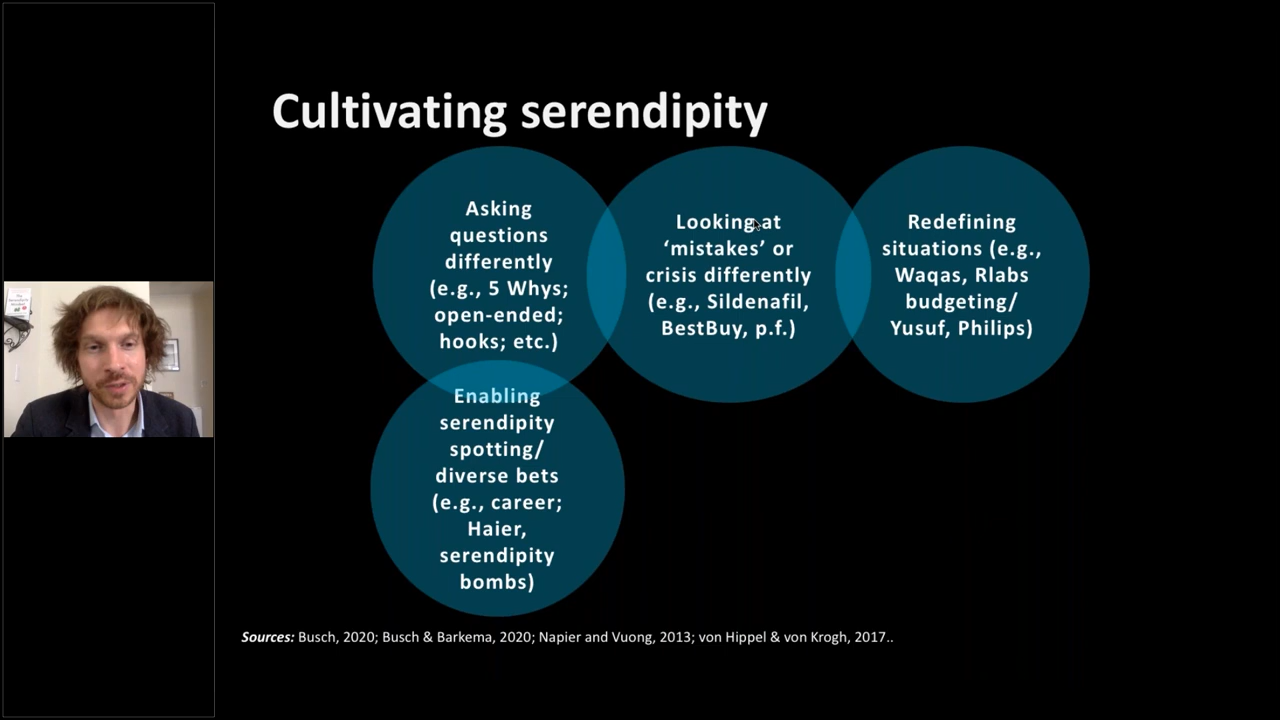 Cultivating serendipity
Asking
questions
differently
(e.g., 5 Whys;
open-ended;
hooks; etc.)
Looking at
‘mistakes’ or
crisis differently
(e.g., Sildenafil,
BestBuy, p.f.)
Redefining
situations (e.g.,
Waqas, Rlabs
budgeting/
Yusuf, Philips)
Enabling
serendipity
spotting/
diverse bets
(e.g., career;
Haier,
serendipity
bombs)
Sources: Busch, 2020; Busch & Barkema, 2020; Napier and Vuong, 2013; von Hippel & von Krogh, 2017..